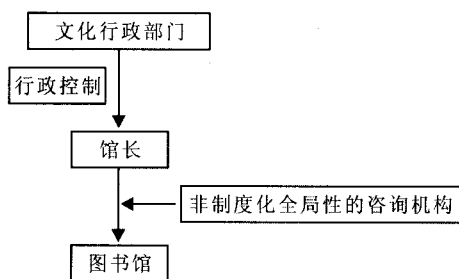 文化行政部门
行政控制
馆长
非制度化全局性的咨询机构
图书馆